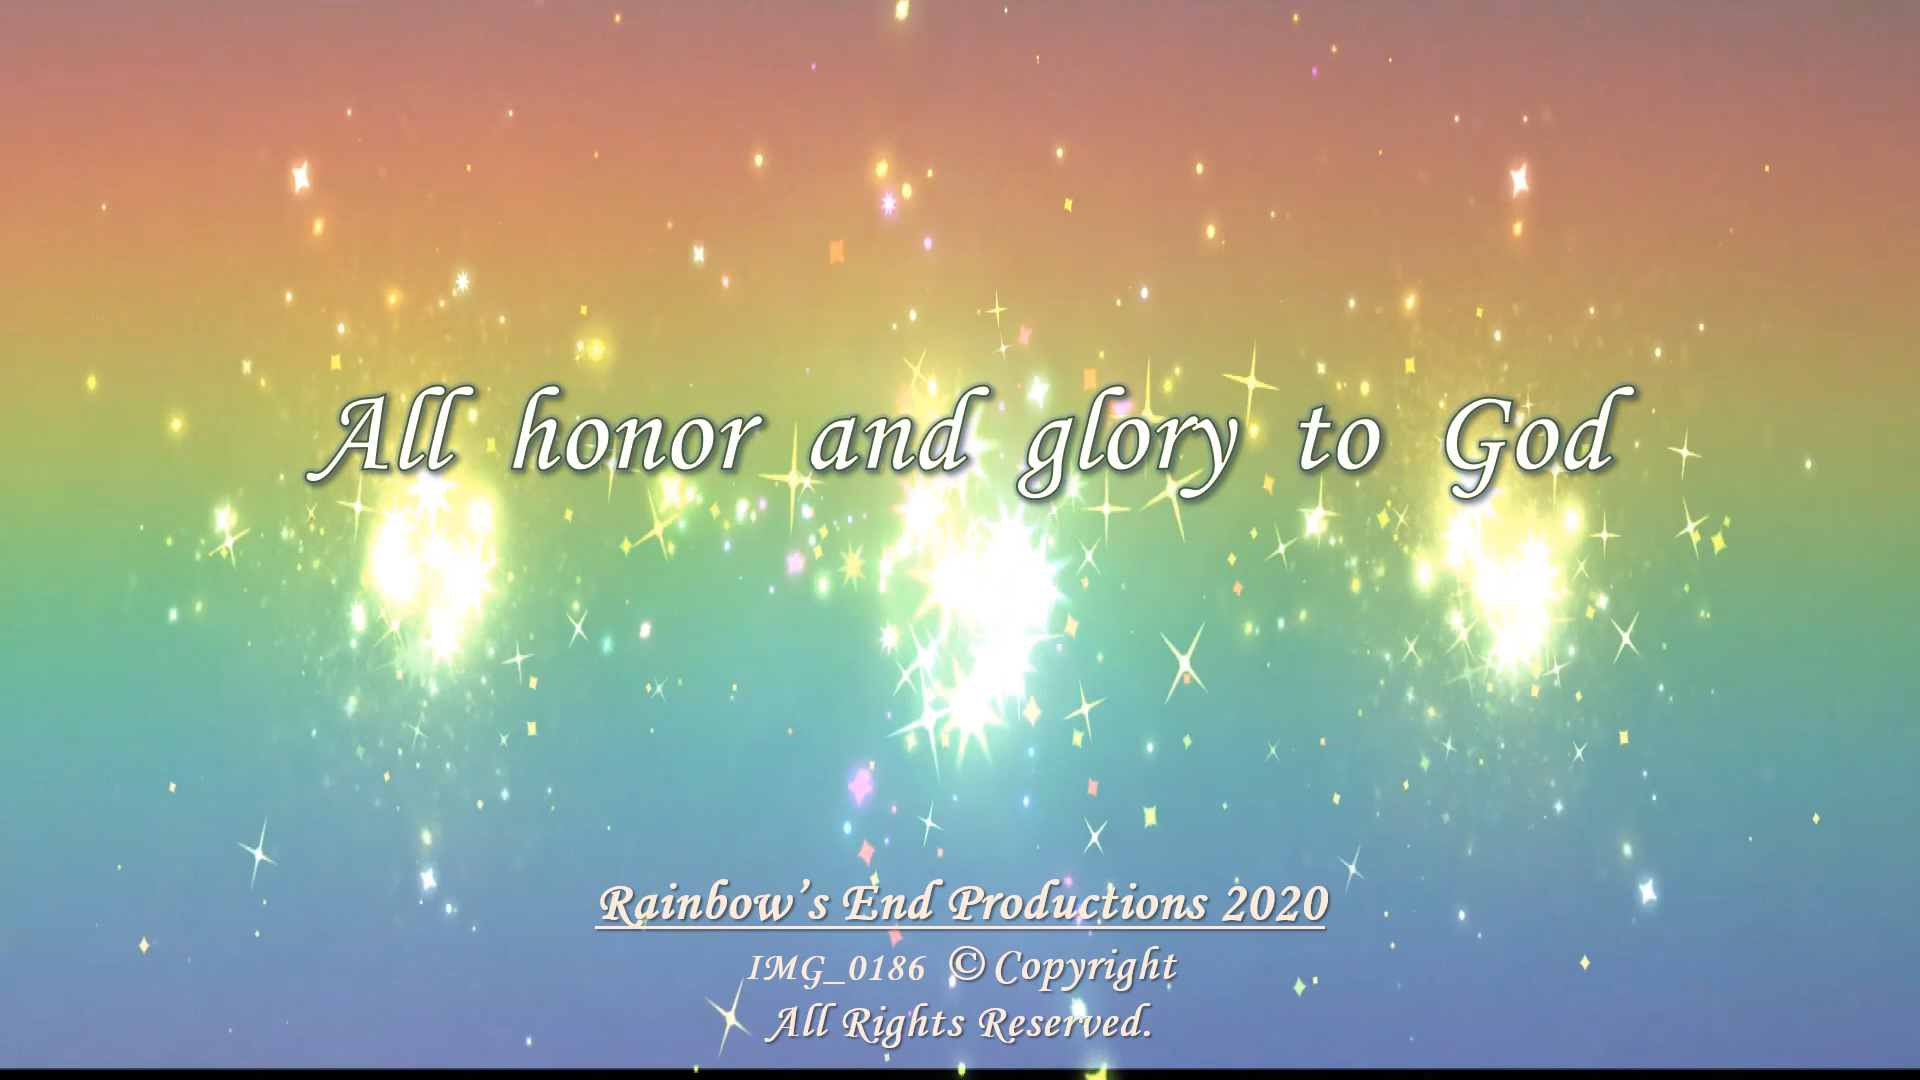 All honor and glory to God
Rainbow’s End Productions 2020
IMG_0186 © Copyright
All Rights Reserved.